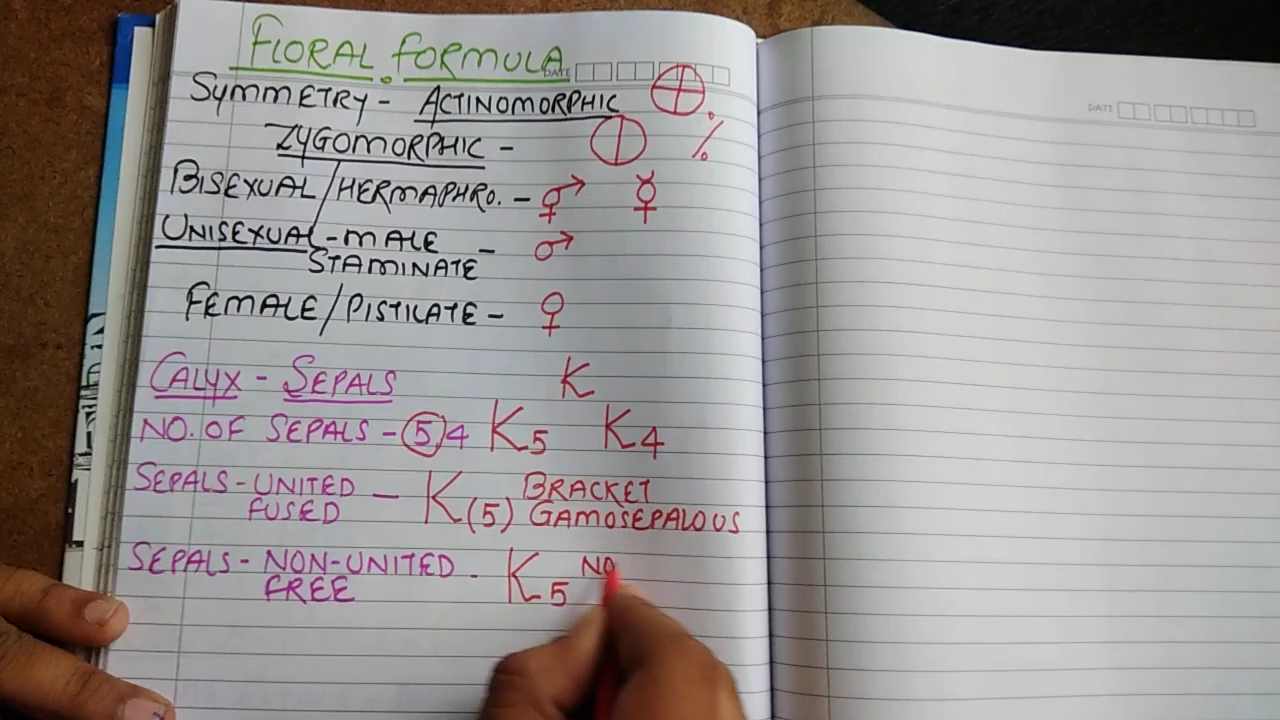 FLORAL FORMULA
DATE
SYMMETRY - ACTINOMORPHIC ⊕
ZYGOMORPHIC - %
BISEXUAL/HERMAPHRO. - ⚥ ☿
UNISEXUAL - MALE - ♂
STAMINATE
FEMALE/PISTILATE - ♀
CALYX - SEPALS K
NO. OF SEPALS - 5 4 K5 K4
SEPALS - UNITED - K(5) BRACKET
FUSED GAMOSEPALOUS
SEPALS - NON-UNITED - K5 NO
FREE
DATE